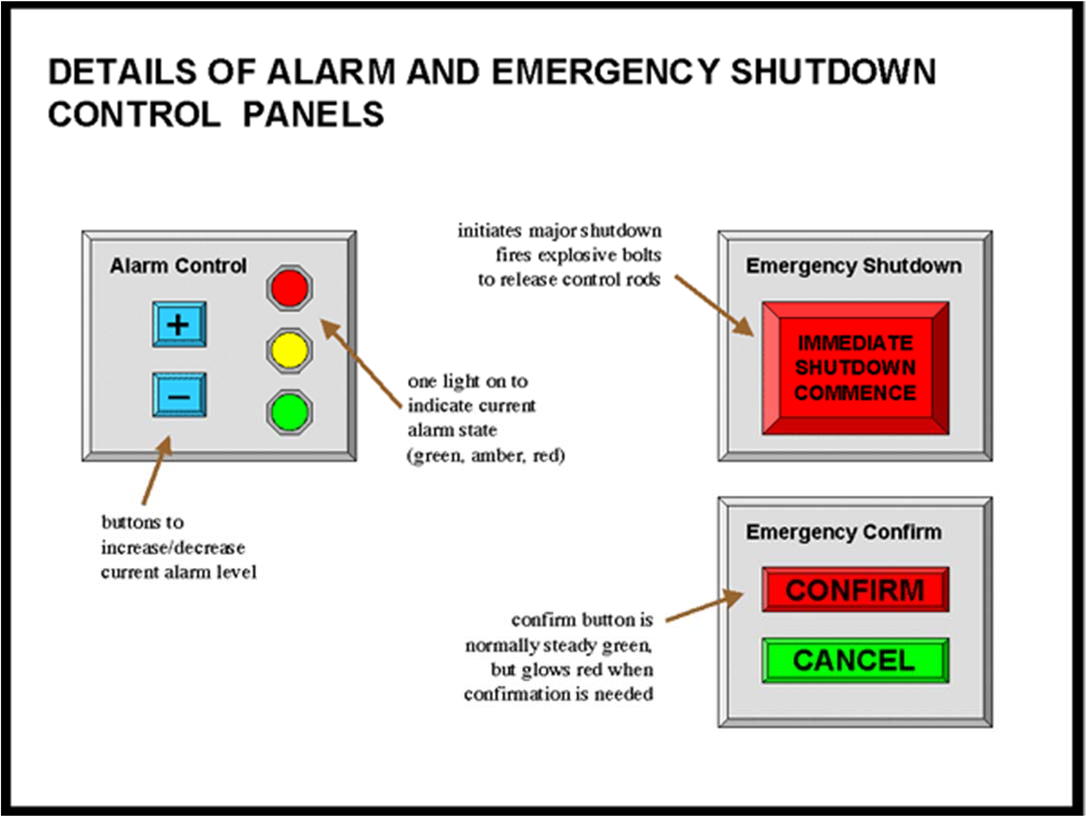 DETAILS OF ALARM AND EMERGENCY SHUTDOWN
CONTROL PANELS
Alarm Control
+
−
buttons to
increase/decrease
current alarm level
one light on to
indicate current
alarm state
(green, amber, red)
initiates major shutdown
fires explosive bolts
to release control rods
Emergency Shutdown
IMMEDIATE
SHUTDOWN
COMMENCE
Emergency Confirm
CONFIRM
CANCEL
confirm button is
normally steady green,
but glows red when
confirmation is needed